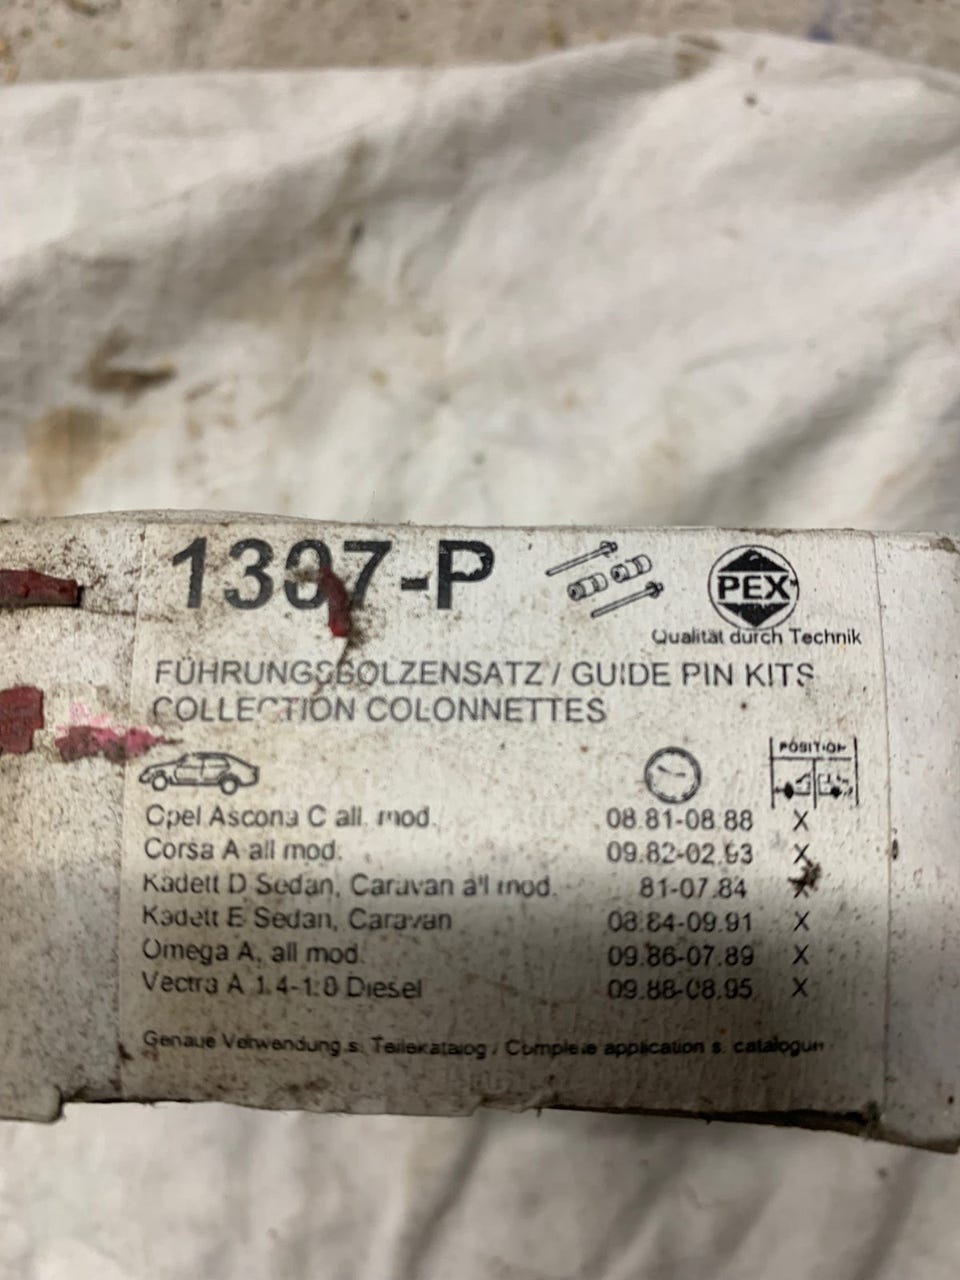 1307-P
PEX
Qualität durch Technik
FÜHRUNGSBOLZENSATZ / GUIDE PIN KITS
COLLECTION COLONNETTES
POSITION
Opel Ascona C all. mod. 08.81-08.88 X
Corsa A all mod. 09.82-02.93 X
Kadett D Sedan, Caravan all mod. 81-07.84 X
Kadett E Sedan, Caravan 08.84-09.91 X
Omega A, all mod. 09.86-07.89 X
Vectra A 1.4-1.8 Diesel 09.88-08.95 X
Genaue Verwendung s. Teilekatalog / Complete application s. catalogue